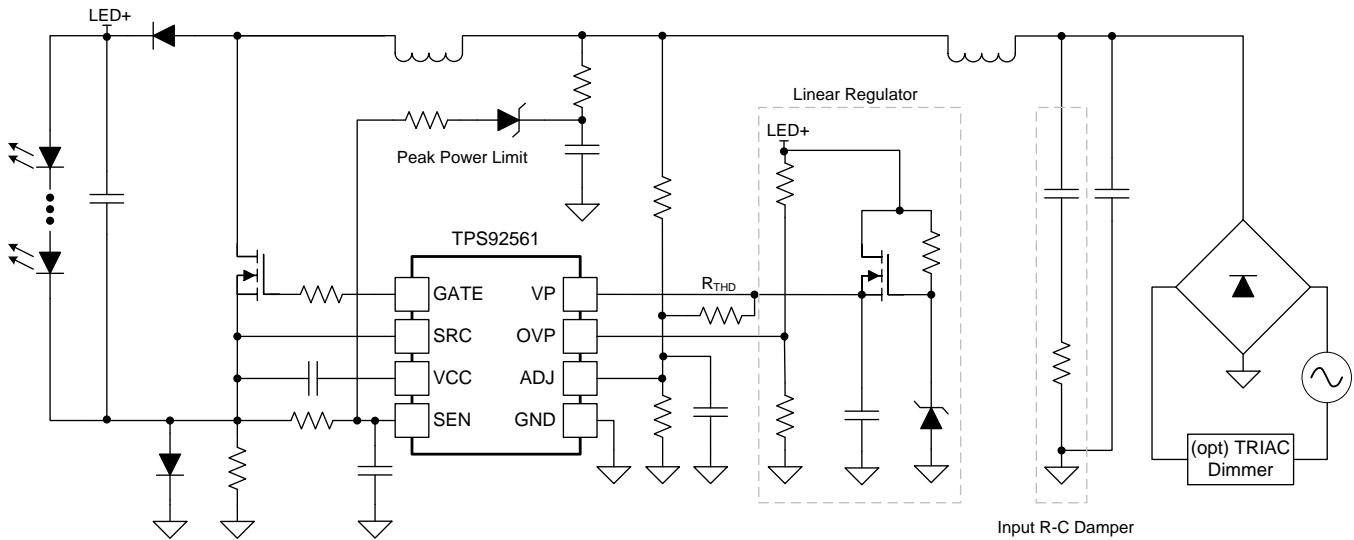 LED+
Linear Regulator
LED+
Peak Power Limit
TPS92561
GATE
VP
RTHD
SRC
OVP
VCC
ADJ
SEN
GND
(opt) TRIAC
Dimmer
Input R-C Damper